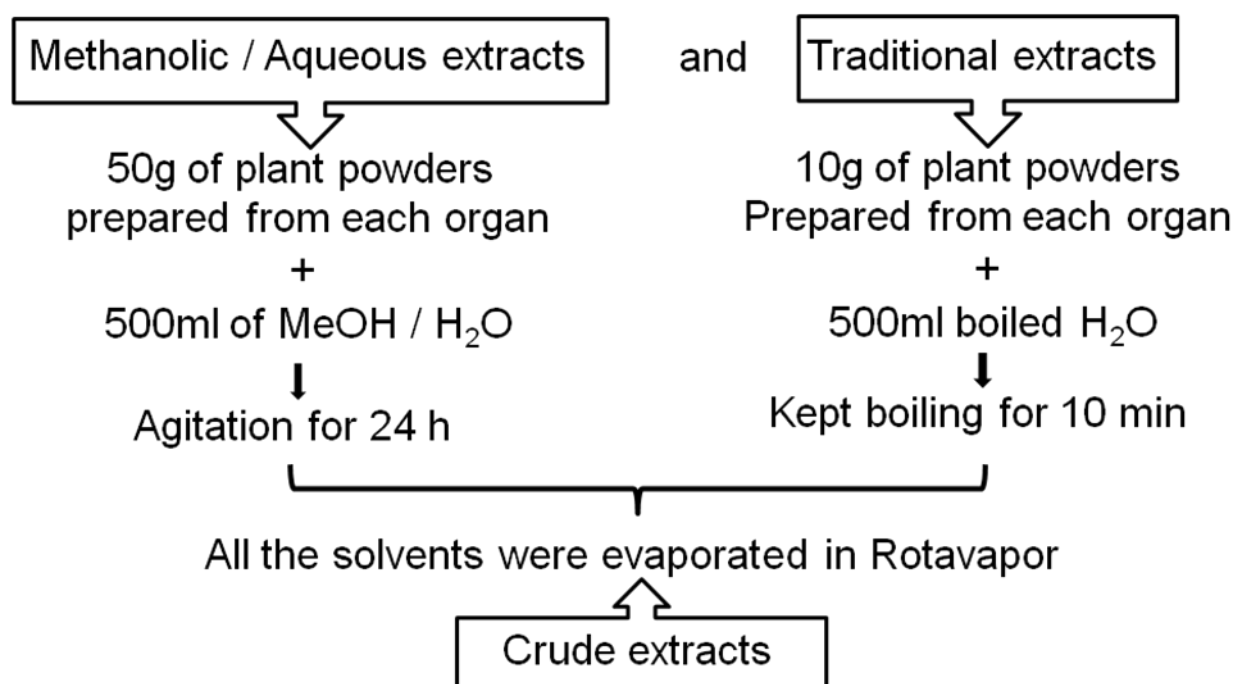 Methanolic / Aqueous extracts and Traditional extracts
50g of plant powders
prepared from each organ
+
500ml of MeOH / H₂O
Agitation for 24 h
10g of plant powders
Prepared from each organ
+
500ml boiled H₂O
Kept boiling for 10 min
All the solvents were evaporated in Rotavapor
Crude extracts